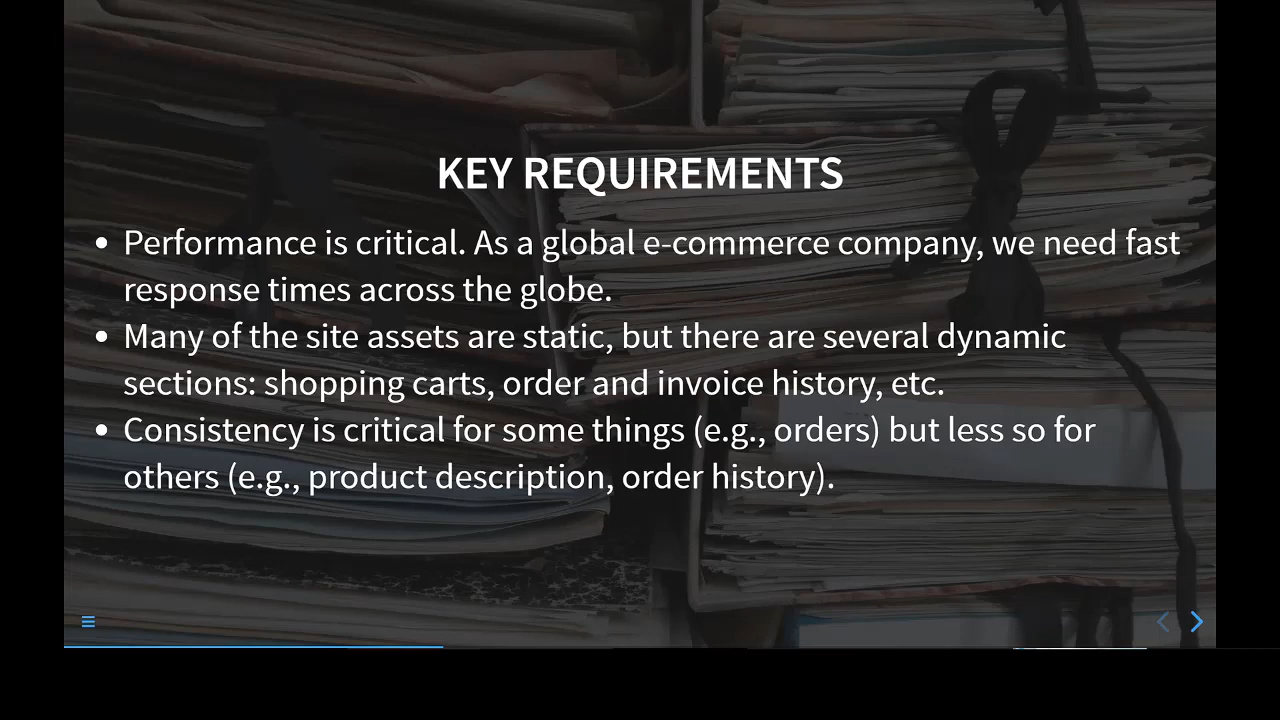 KEY REQUIREMENTS
Performance is critical. As a global e-commerce company, we need fast
response times across the globe.
Many of the site assets are static, but there are several dynamic
sections: shopping carts, order and invoice history, etc.
Consistency is critical for some things (e.g., orders) but less so for
others (e.g., product description, order history).